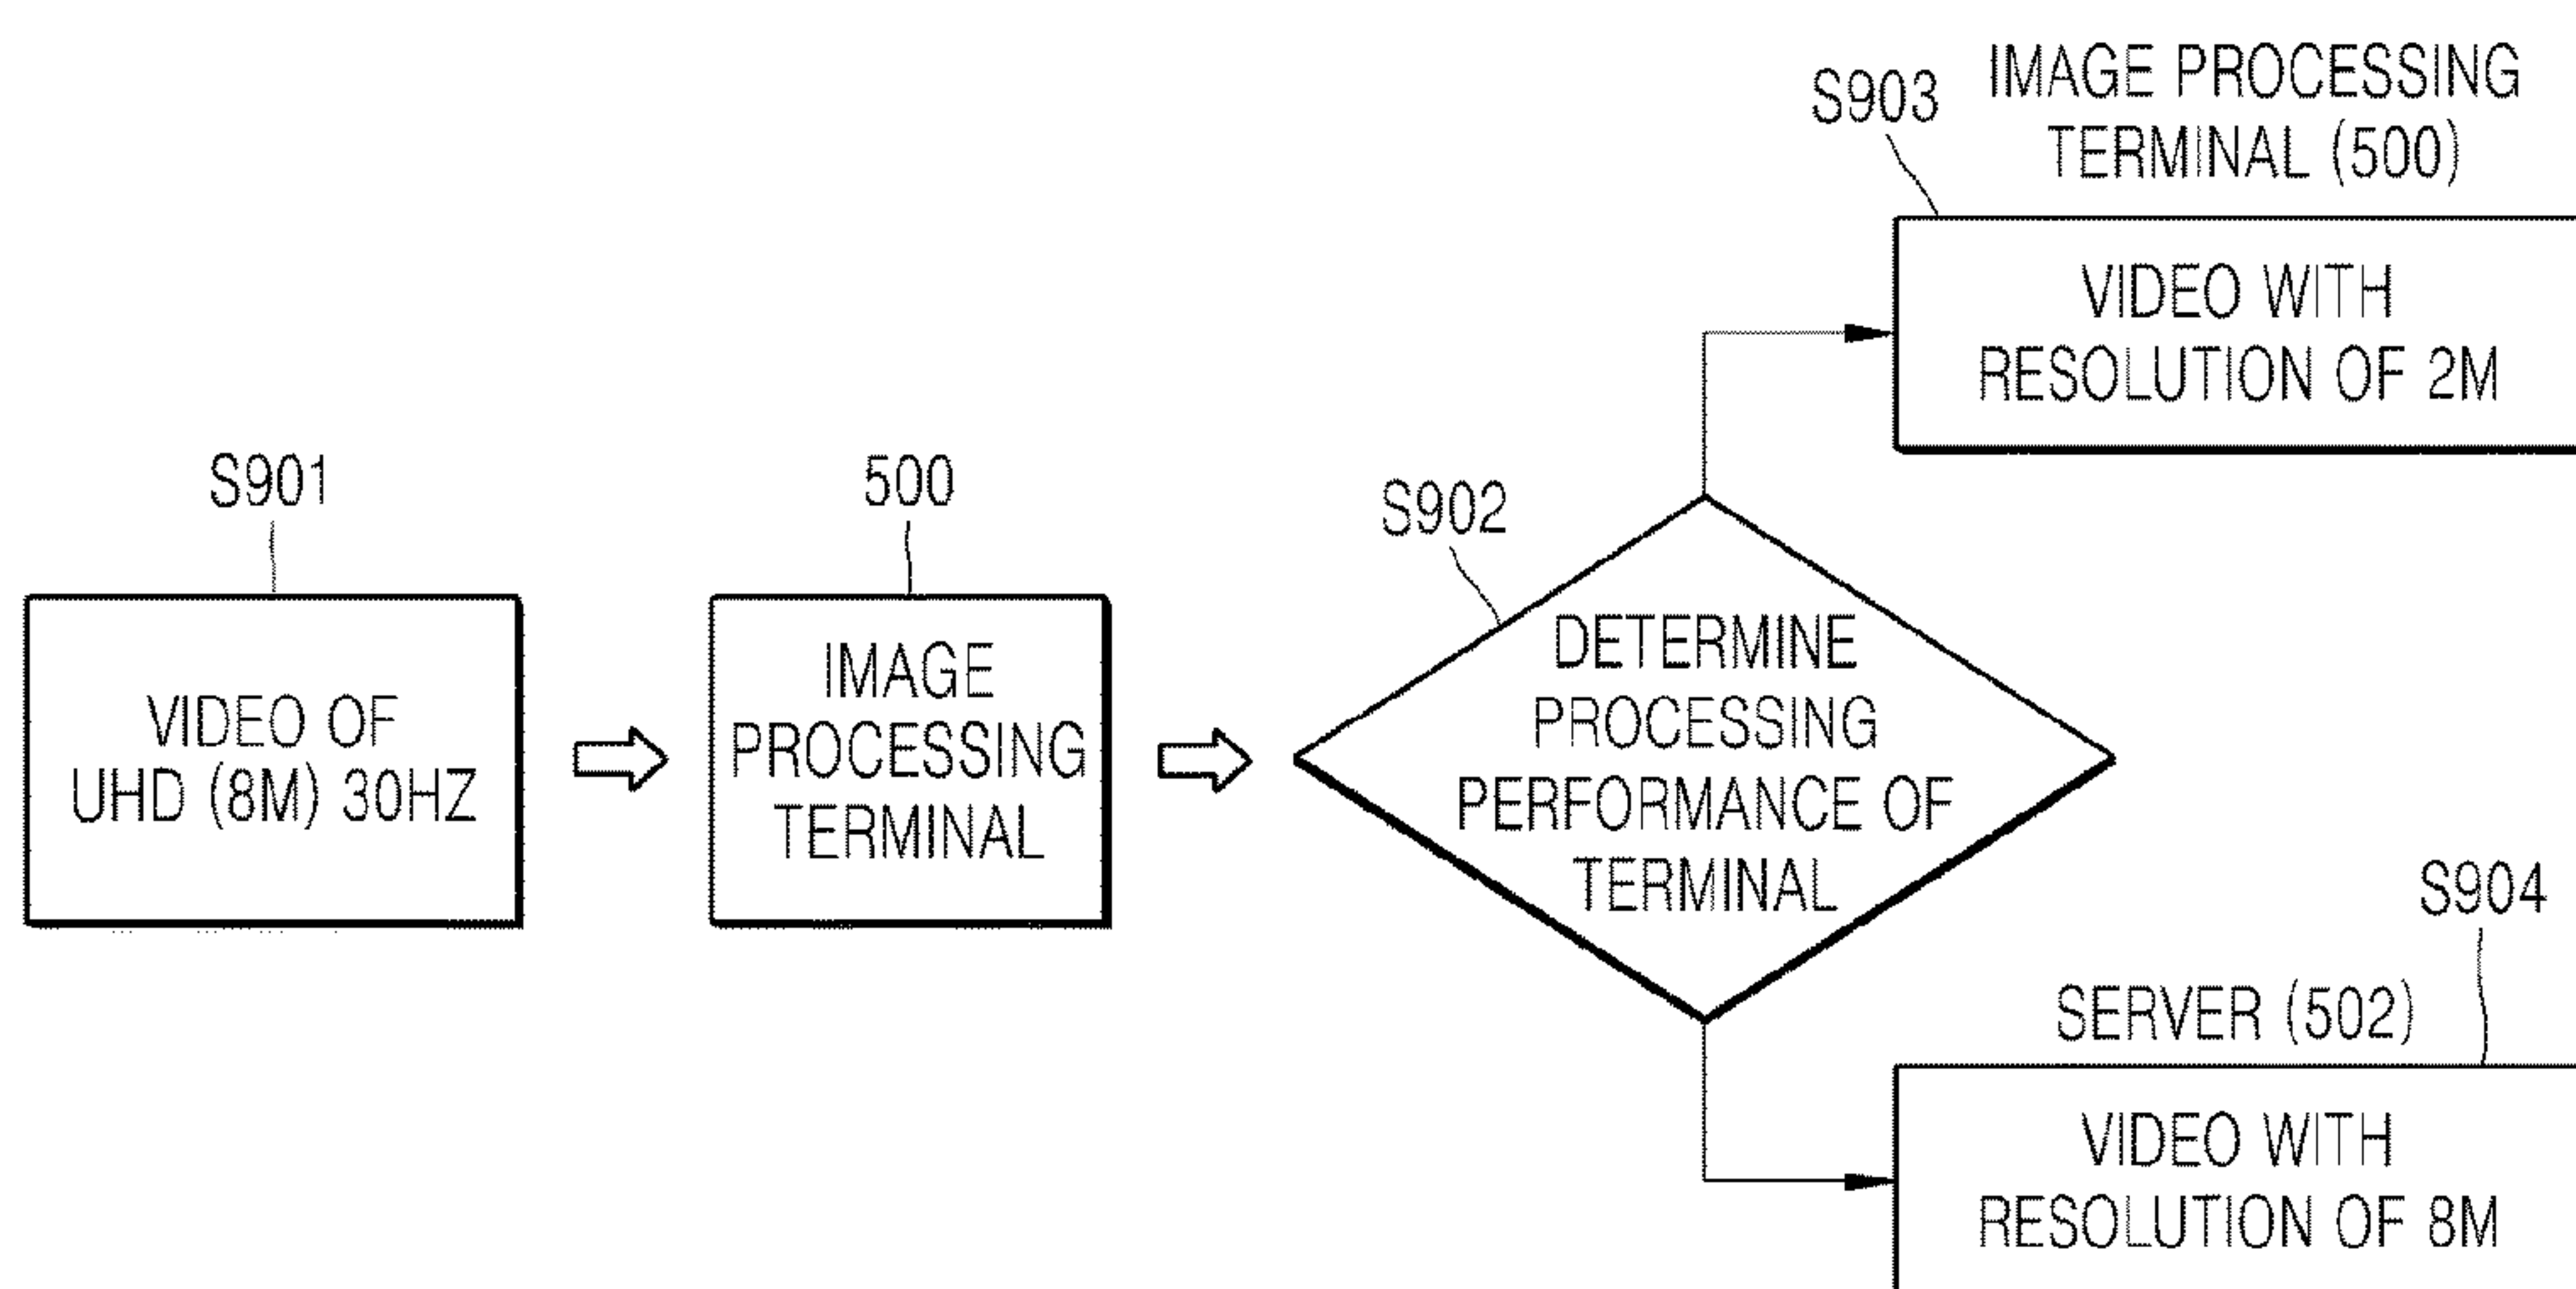 S901
VIDEO OF
UHD (8M) 30HZ
500
IMAGE
PROCESSING
TERMINAL
S902
DETERMINE
PROCESSING
PERFORMANCE OF
TERMINAL
S903
IMAGE PROCESSING
TERMINAL (500)
VIDEO WITH
RESOLUTION OF 2M
S904
SERVER (502)
VIDEO WITH
RESOLUTION OF 8M